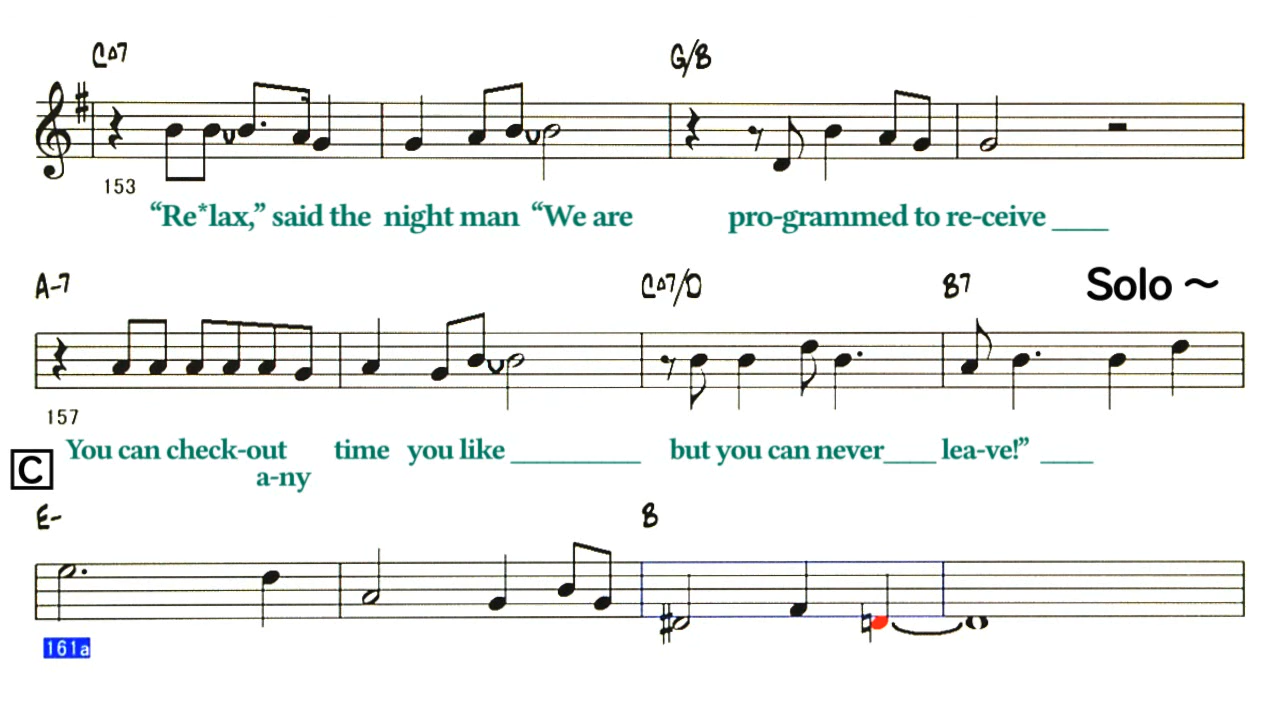 C△7 G/B
153
“Re*lax,” said the night man “We are pro-grammed to re-ceive ____
A-7 C△7/D B7 Solo ～
157
You can check-out time you like _________ but you can never____ lea-ve!” ____
a-ny
C
E- B
161a